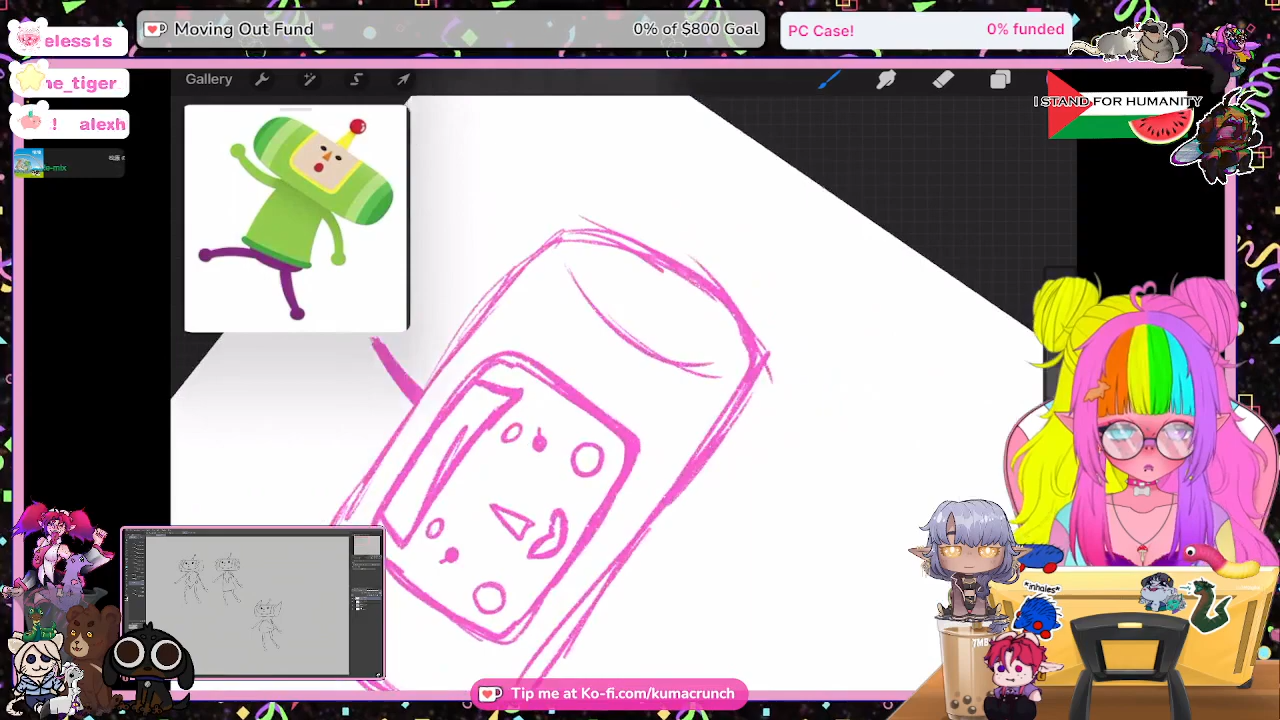 eless1s
Moving Out Fund
0% of $800 Goal
PC Case!
0% funded
ne_tiger
Gallery
I STAND FOR HUMANITY
! alexh
*inhales*
Tip me at Ko-fi.com/kumacrunch